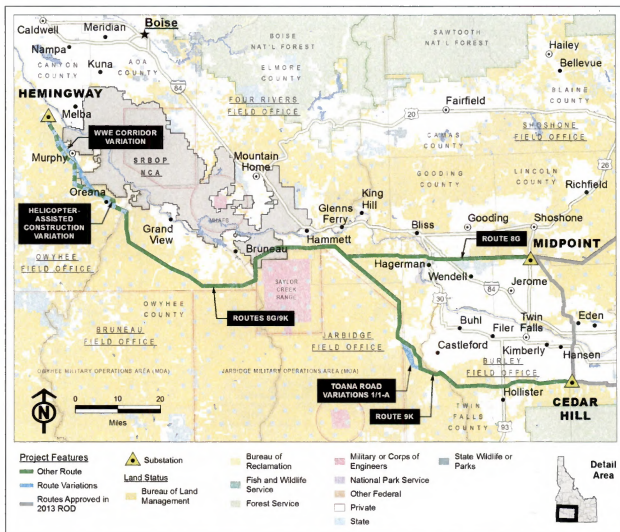 Boise
Caldwell
Meridian
Nampa
CANYON
COUNTY
Kuna
ADA
COUNTY
84
BOISE
NAT'L FOREST
SAWTOOTH
NAT'L FOREST
ELMORE
COUNTY
Hailey
Bellevue
BLAINE
COUNTY
HEMINGWAY
Melba
WWE CORRIDOR
VARIATION
FOUR RIVERS
FIELD OFFICE
Fairfield
20
CAMAS
COUNTY
SHOSHONE
FIELD OFFICE
Murphy
SRBOP
NCA
Mountain
Home
GOODING
COUNTY
LINCOLN
COUNTY
26
Richfield
Oreana
HELICOPTER-
ASSISTED
CONSTRUCTION
VARIATION
Grand
View
King
Hill
Glenns
Ferry
Bliss
Gooding
Shoshone
Bruneau
Hammett
ROUTE 8G
MIDPOINT
OWYHEE
FIELD OFFICE
Hagerman
Wendell
84
Jerome
SAYLOR
CREEK
RANGE
OWYHEE
COUNTY
ROUTES 8G/9K
30
Twin
Falls
Eden
BRUNEAU
FIELD OFFICE
JARBIDGE
FIELD OFFICE
Buhl
Filer
Kimberly
Hansen
Castleford
BURLEY
FIELD OFFICE
OWYHEE MILITARY OPERATIONS AREA (MOA)
JARBIDGE MILITARY OPERATIONS AREA (MOA)
TOANA ROAD
VARIATIONS 1/1-A
Hollister
CEDAR
HILL
ROUTE 9K
TWIN
FALLS
COUNTY
93
N
0 10 20
Miles
Project Features
Other Route
Route Variations
Routes Approved in
2013 ROD
Substation
Land Status
Bureau of Land
Management
Bureau of
Reclamation
Fish and Wildlife
Service
Forest Service
Military or Corps of
Engineers
National Park Service
Other Federal
Private
State
State Wildlife or
Parks
Detail
Area